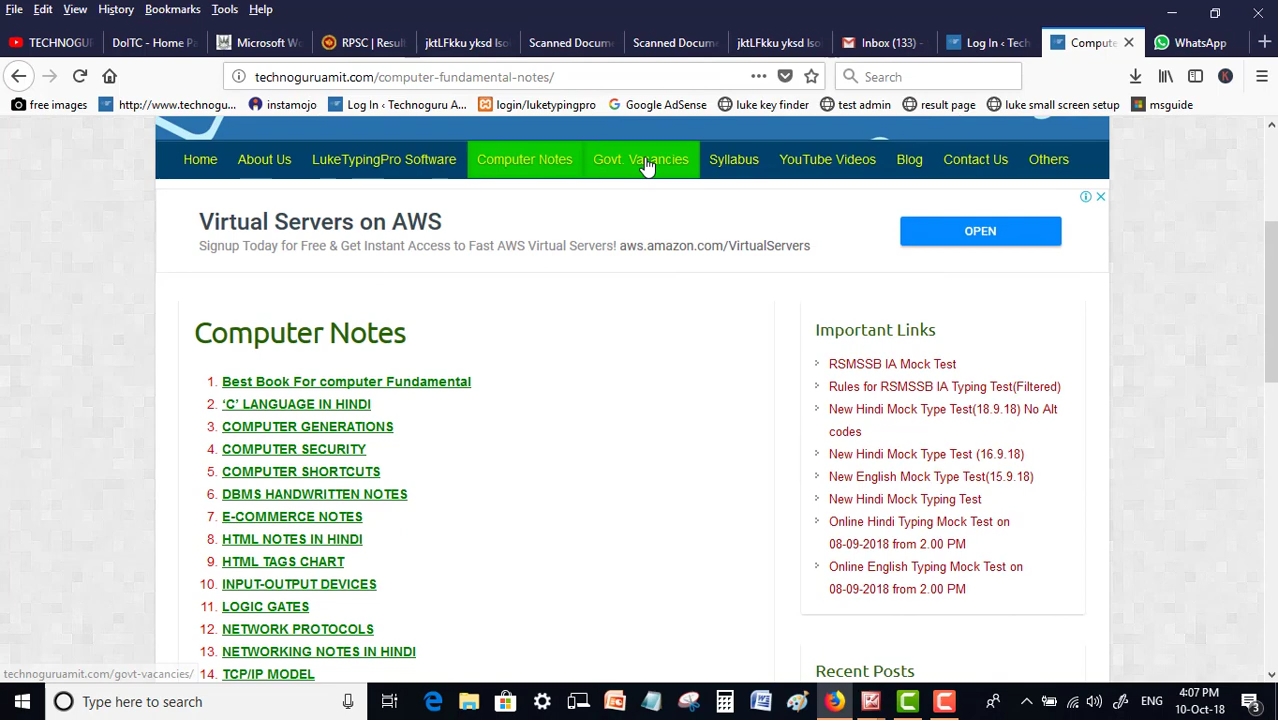 File Edit View History Bookmarks Tools Help
TECHNOGU DoITC - Home Pa Microsoft Wo RPSC | Result jktLFkku yksd lso Scanned Docume Scanned Docume jktLFkku yksd lso Inbox (133) - Log In ‹ Tech Compute WhatsApp
technoguruamit.com/computer-fundamental-notes/ Search
free images http://www.technogu... instamojo Log In ‹ Technoguru A... login/luketypingpro Google AdSense luke key finder test admin result page luke small screen setup msguide
Home About Us LukeTypingPro Software Computer Notes Govt. Vacancies Syllabus YouTube Videos Blog Contact Us Others
Virtual Servers on AWS
Signup Today for Free & Get Instant Access to Fast AWS Virtual Servers! aws.amazon.com/VirtualServers
OPEN
Computer Notes
1. Best Book For computer Fundamental
2. ‘C’ LANGUAGE IN HINDI
3. COMPUTER GENERATIONS
4. COMPUTER SECURITY
5. COMPUTER SHORTCUTS
6. DBMS HANDWRITTEN NOTES
7. E-COMMERCE NOTES
8. HTML NOTES IN HINDI
9. HTML TAGS CHART
10. INPUT-OUTPUT DEVICES
11. LOGIC GATES
12. NETWORK PROTOCOLS
13. NETWORKING NOTES IN HINDI
14. TCP/IP MODEL
Important Links
RSMSSB IA Mock Test
Rules for RSMSSB IA Typing Test(Filtered)
New Hindi Mock Type Test(18.9.18) No Alt
codes
New Hindi Mock Type Test (16.9.18)
New English Mock Type Test(15.9.18)
New Hindi Mock Typing Test
Online Hindi Typing Mock Test on
08-09-2018 from 2.00 PM
Online English Typing Mock Test on
08-09-2018 from 2.00 PM
Recent Posts
technoguruamit.com/govt-vacancies/
Type here to search
ENG
4:07 PM
10-Oct-18
3